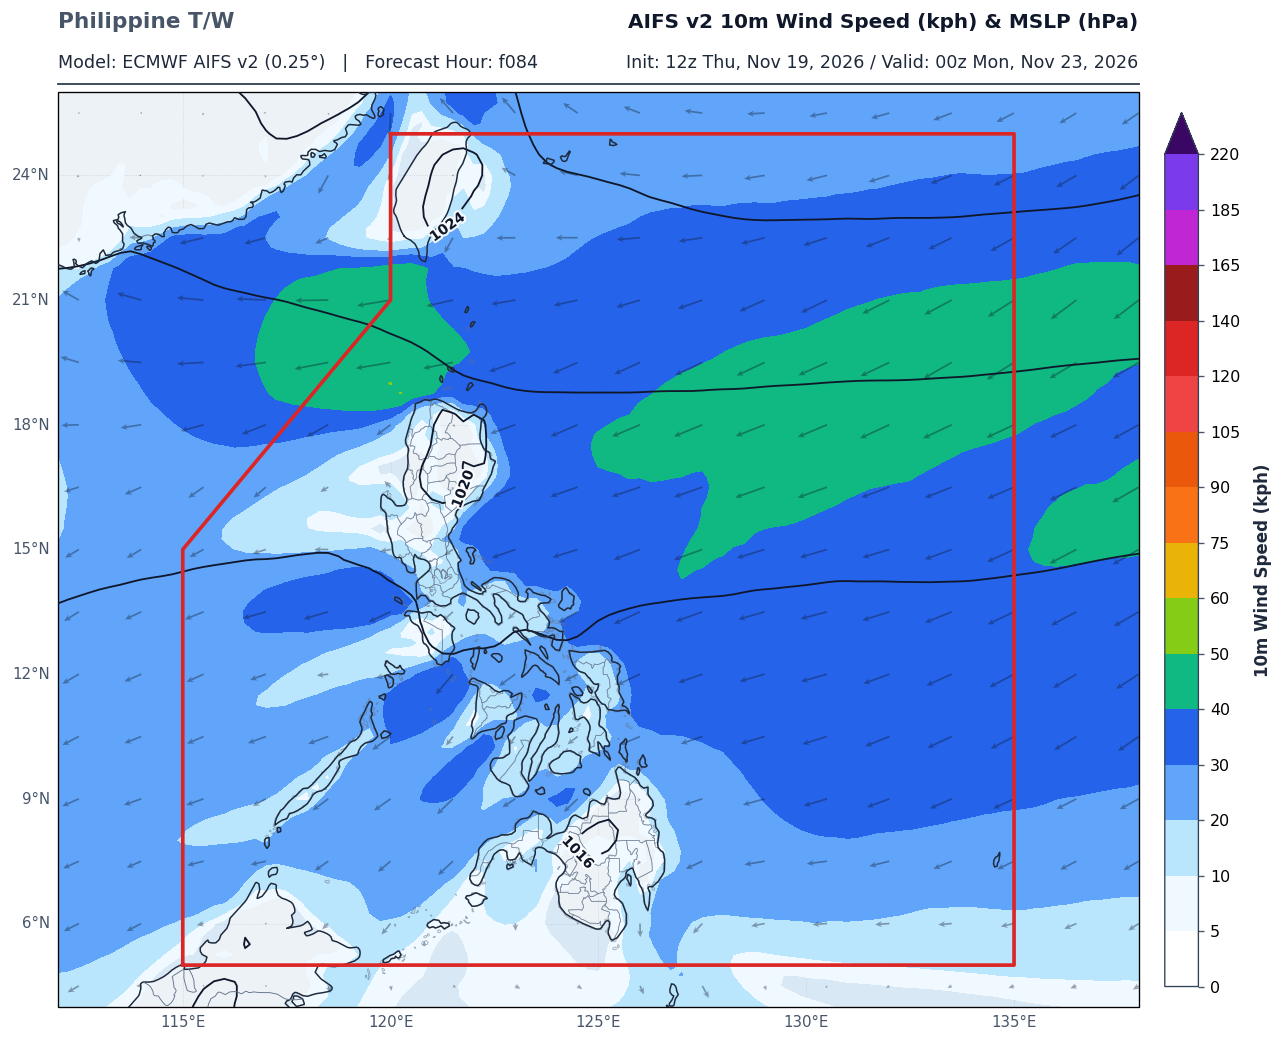 Philippine T/W
AIFS v2 10m Wind Speed (kph) & MSLP (hPa)
Model: ECMWF AIFS v2 (0.25°) | Forecast Hour: f084
Init: 12z Thu, Nov 19, 2026 / Valid: 00z Mon, Nov 23, 2026
24°N
21°N
18°N
15°N
12°N
9°N
6°N
115°E
120°E
125°E
130°E
135°E
1024
1020
1016
220
185
165
140
120
105
90
75
60
50
40
30
20
10
5
0
10m Wind Speed (kph)